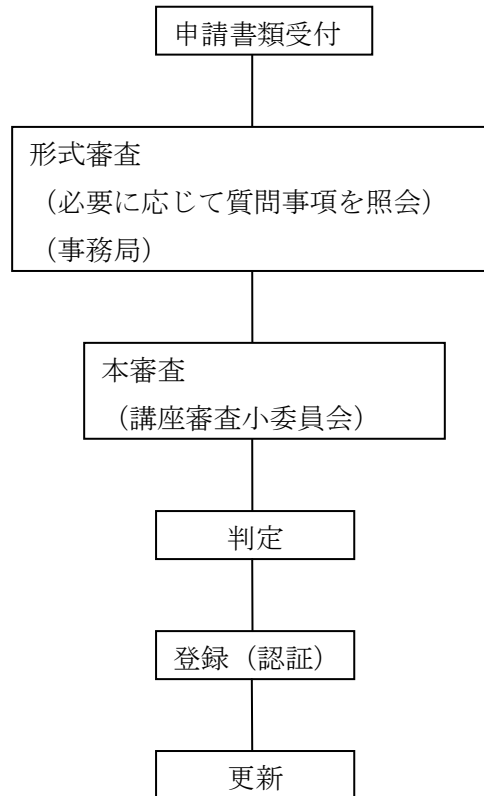 申請書類受付
形式審査
（必要に応じて質問事項を照会）
（事務局）
本審査
（講座審査小委員会）
判定
登録（認証）
更新